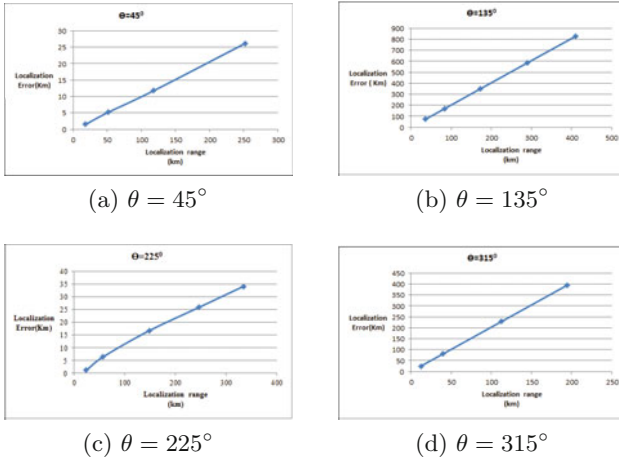 Θ=45⁰
30
25
20
15
10
5
0
Localization
Error(Km)
0 50 100 150 200 250 300
Localization range
(km)
(a) θ = 45°
Θ=135⁰
900
800
700
600
500
400
300
200
100
0
Localization
Error ( Km)
0 100 200 300 400 500
Localization range
(km)
(b) θ = 135°
Θ=225⁰
40
35
30
25
20
15
10
5
0
Localization
Error(Km)
0 100 200 300 400
Localization range
(km)
(c) θ = 225°
Θ=315⁰
450
400
350
300
250
200
150
100
50
0
Localization
Error(Km)
0 50 100 150 200 250
Localization range
(km)
(d) θ = 315°